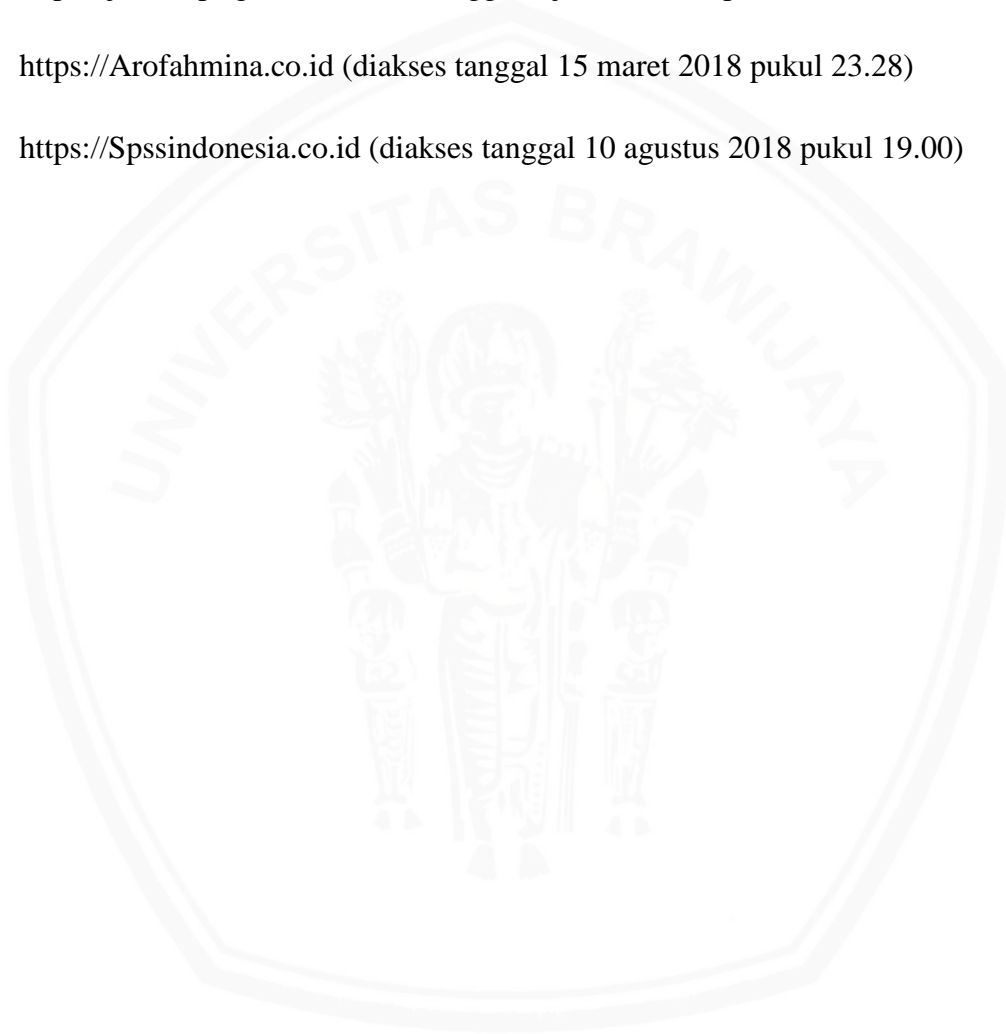 https://Arofahmina.co.id (diakses tanggal 15 maret 2018 pukul 23.28)
https://Spssindonesia.co.id (diakses tanggal 10 agustus 2018 pukul 19.00)
UNIVERSITAS BRAWIJAYA